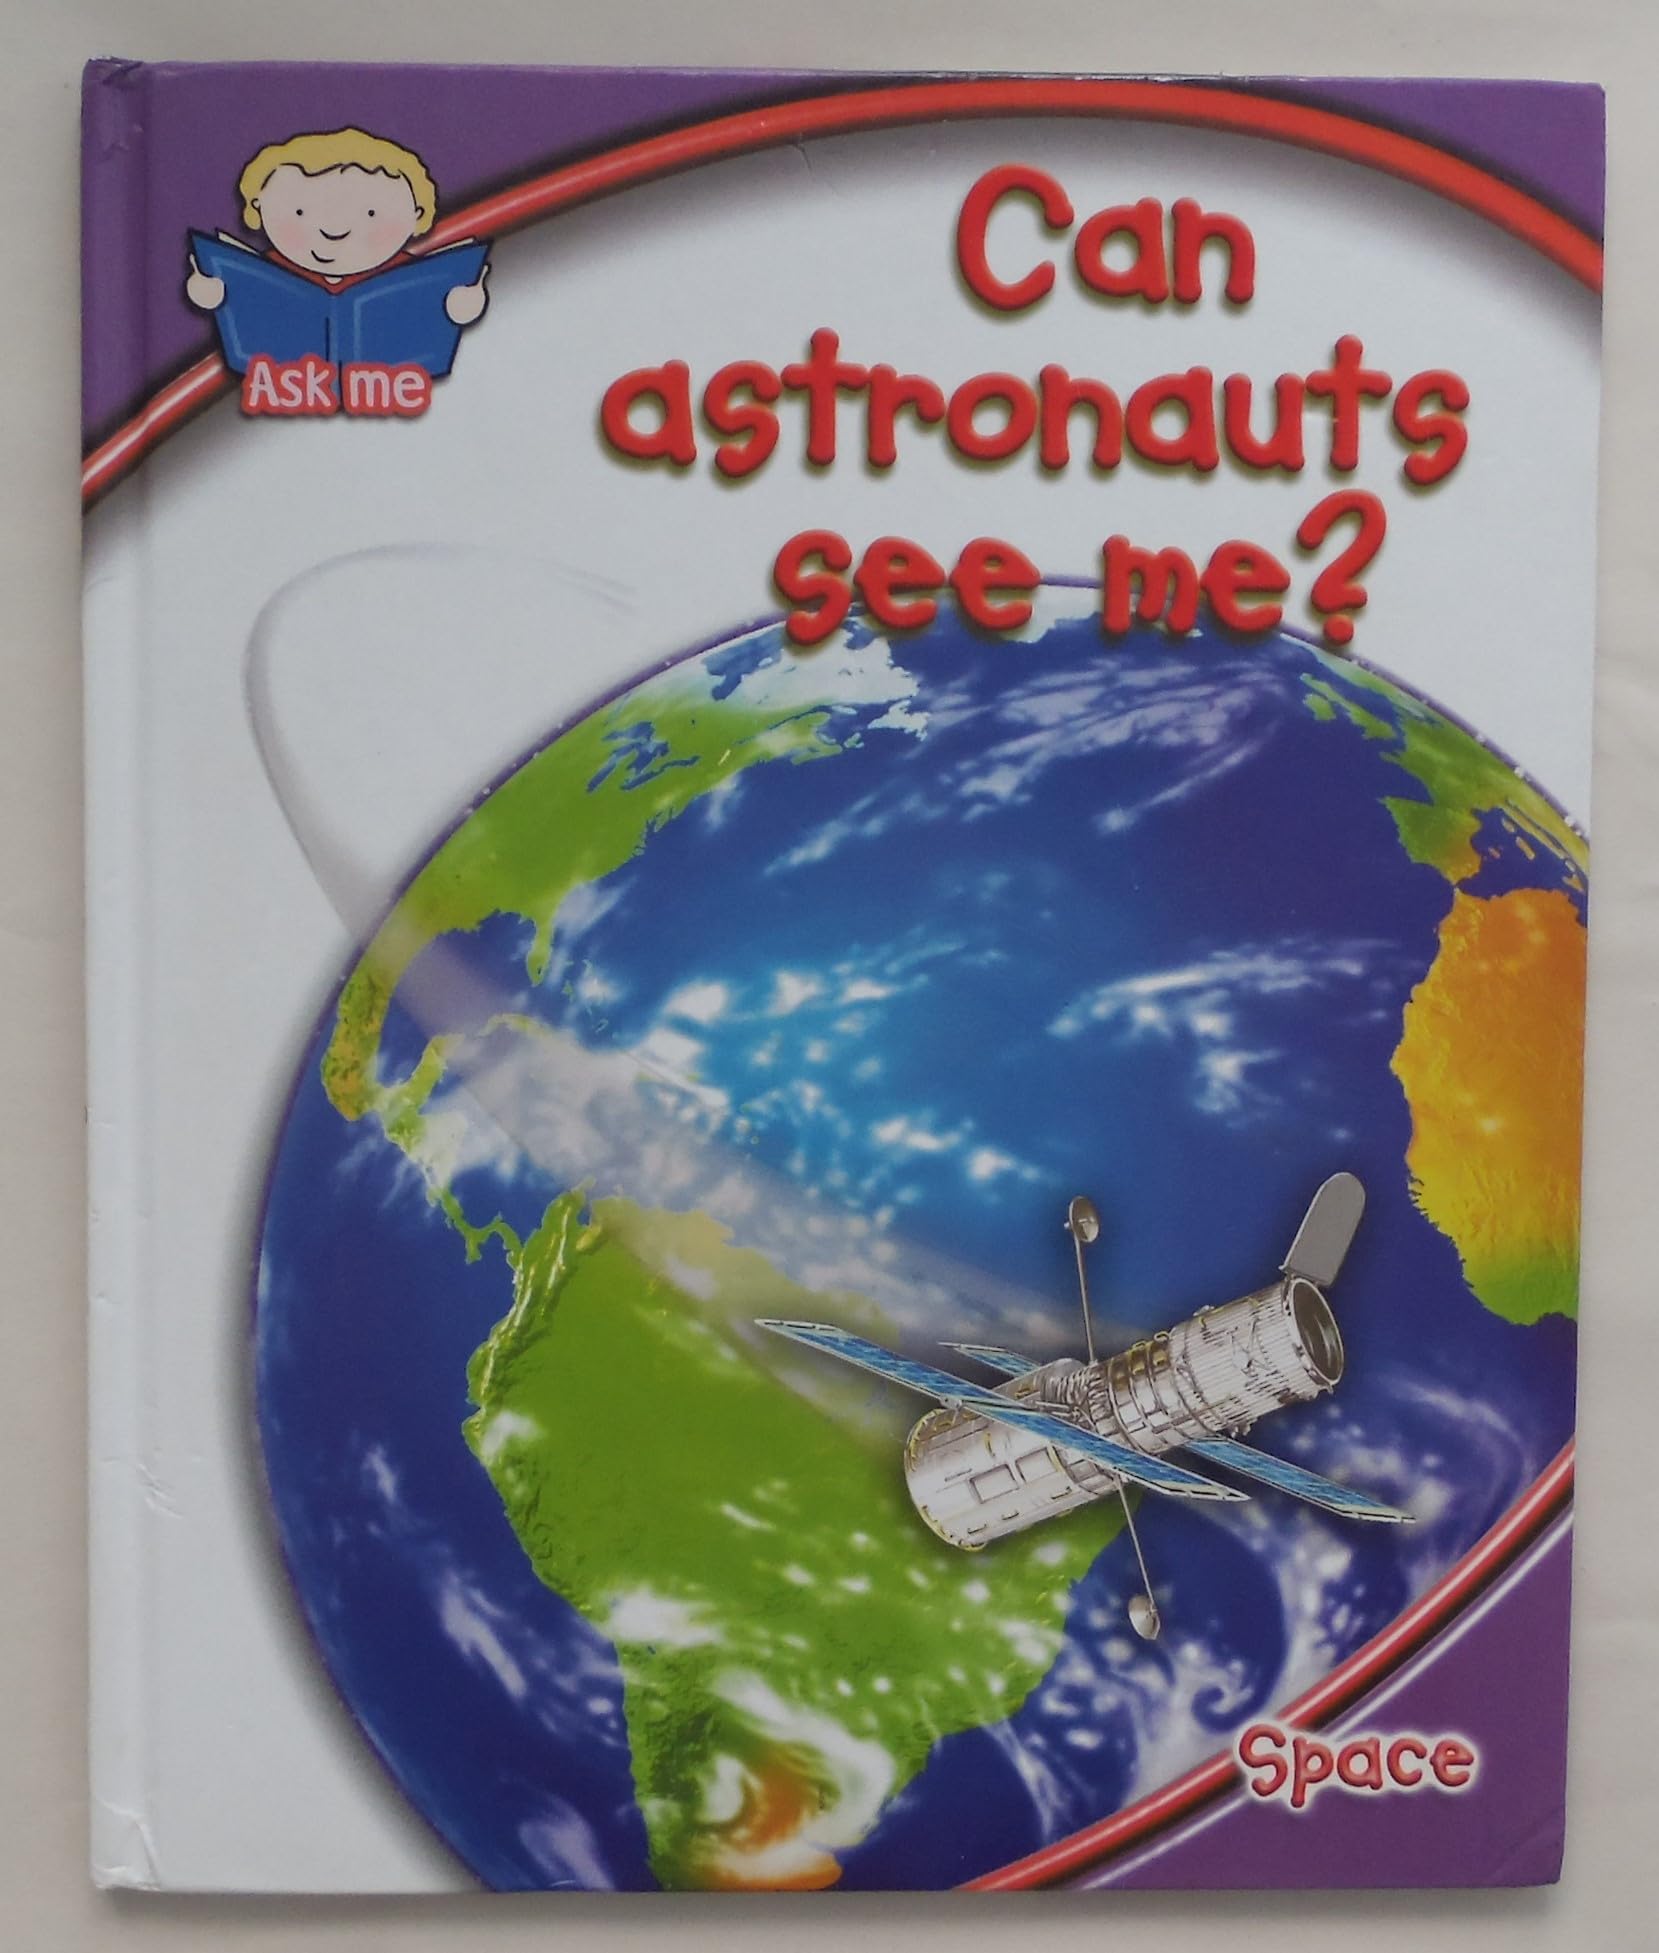 Ask me
Can
astronauts
see me?
Space